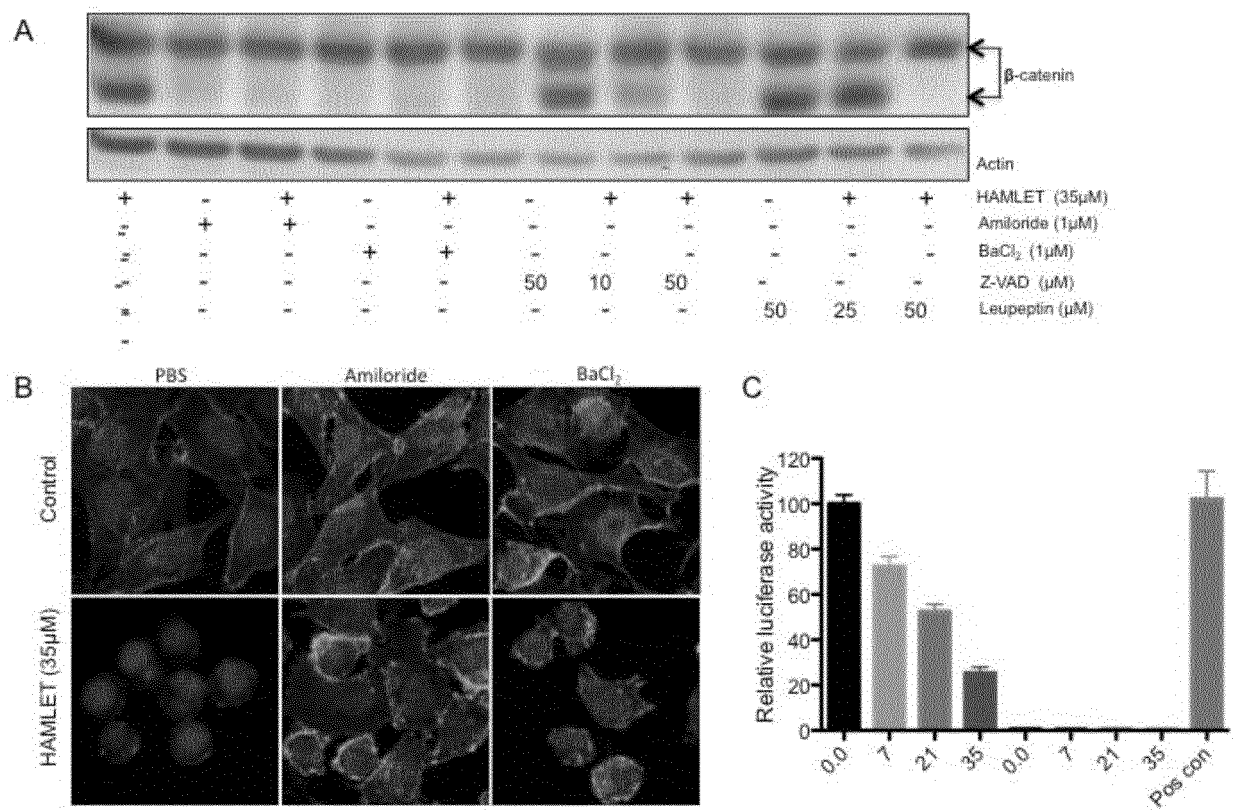 A
β-catenin
Actin
+ - + - + - + + - + + HAMLET (35μM)
- + + - - - - - - - - Amiloride (1μM)
- - - + + - - - - - - BaCl2 (1μM)
- - - - - 50 10 50 - - - Z-VAD (μM)
- - - - - - - - 50 25 50 Leupeptin (μM)
-
B
PBS Amiloride BaCl2
Control
HAMLET (35μM)
C
Relative luciferase activity
120
100
80
60
40
20
0
0.0 7 21 35 0.0 7 21 35 Pos con